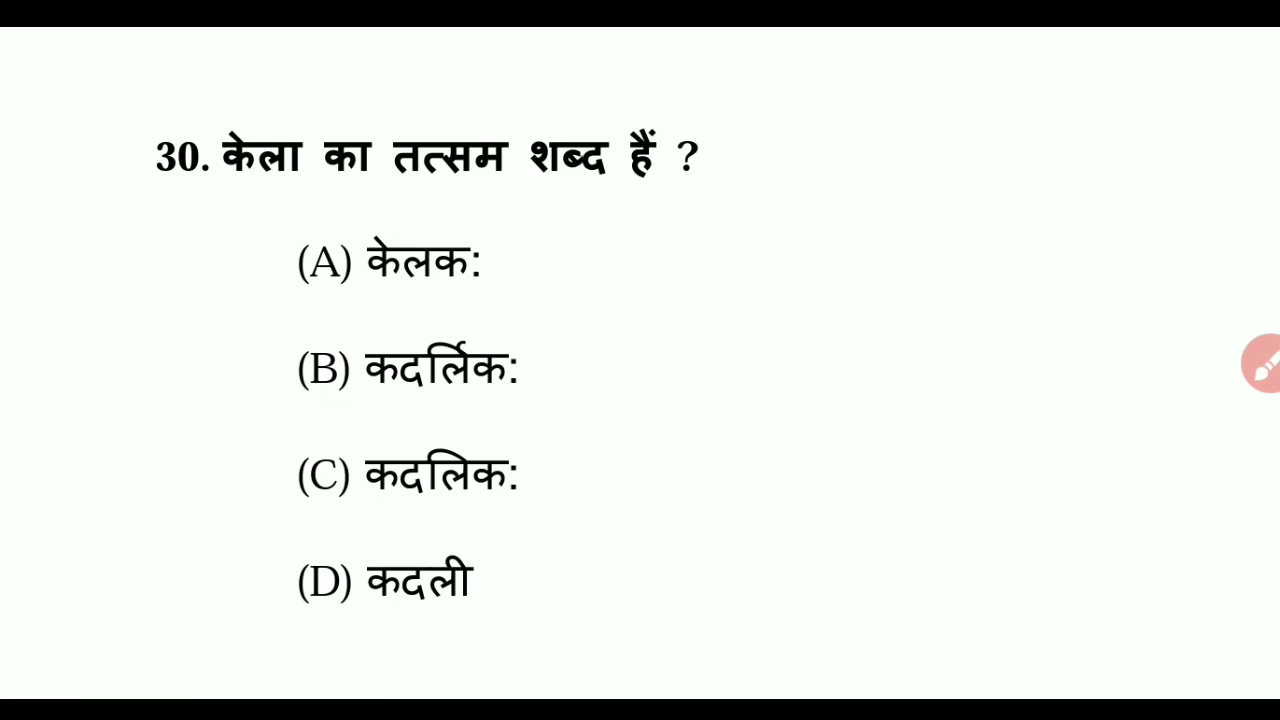 30. केला का तत्सम शब्द हैं ?
(A) केलक:
(B) कदर्लिक:
(C) कदलिक:
(D) कदली